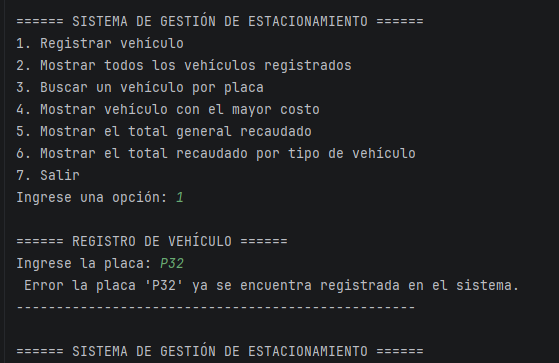 ====== SISTEMA DE GESTIÓN DE ESTACIONAMIENTO ======
1. Registrar vehículo
2. Mostrar todos los vehículos registrados
3. Buscar un vehículo por placa
4. Mostrar vehículo con el mayor costo
5. Mostrar el total general recaudado
6. Mostrar el total recaudado por tipo de vehículo
7. Salir
Ingrese una opción: 1
====== REGISTRO DE VEHÍCULO ======
Ingrese la placa: P32
Error la placa 'P32' ya se encuentra registrada en el sistema.
--------------------------------------------------
====== SISTEMA DE GESTIÓN DE ESTACIONAMIENTO ======